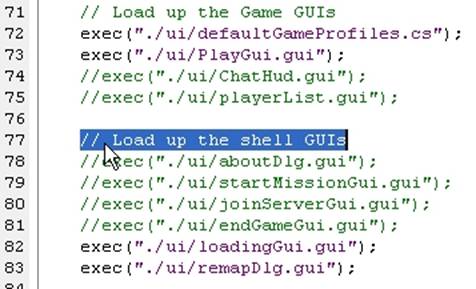 71 // Load up the Game GUIs
72 exec("./ui/defaultGameProfiles.cs");
73 exec("./ui/PlayGui.gui");
74 //exec("./ui/ChatHud.gui");
75 //exec("./ui/playerList.gui");
76
77 // Load up the shell GUIs
78 //exec("./ui/aboutDlg.gui");
79 //exec("./ui/startMissionGui.gui");
80 //exec("./ui/joinServerGui.gui");
81 //exec("./ui/endGameGui.gui");
82 exec("./ui/loadingGui.gui");
83 exec("./ui/remapDlg.gui");